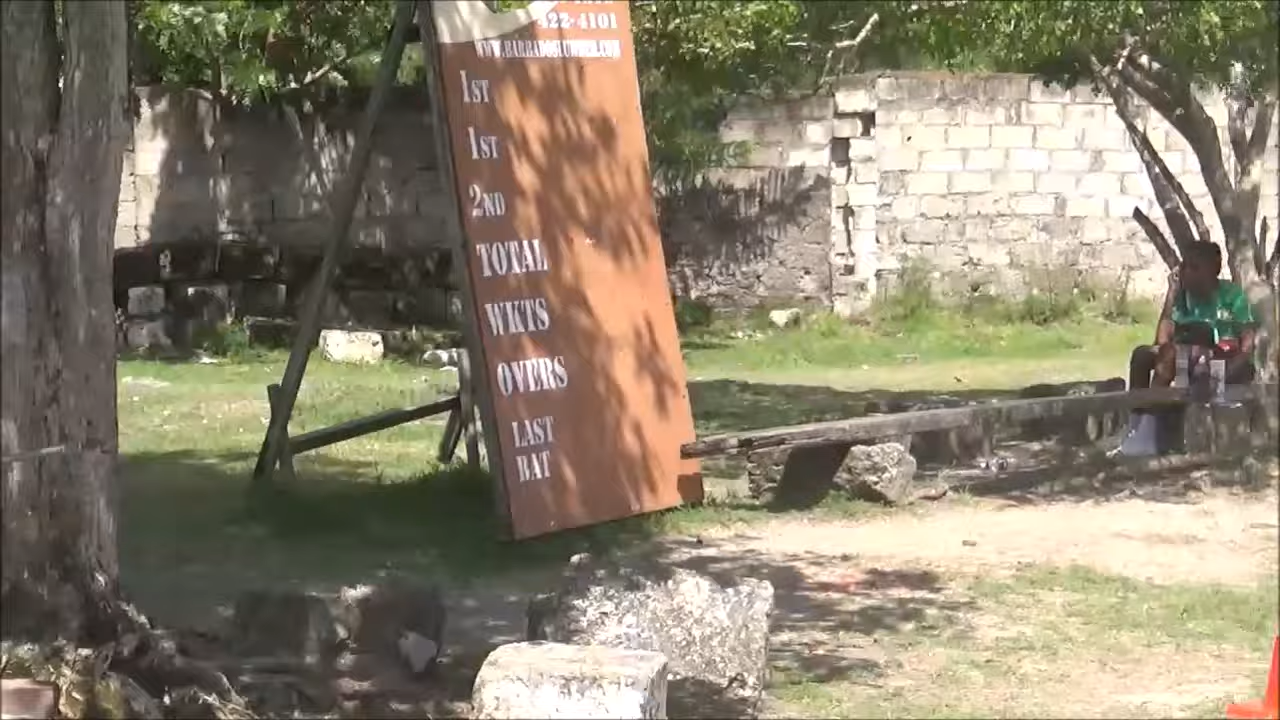 422-4101
WWW.BARBADOSLUMBER.COM
1ST
1ST
2ND
TOTAL
WKTS
OVERS
LAST
BAT